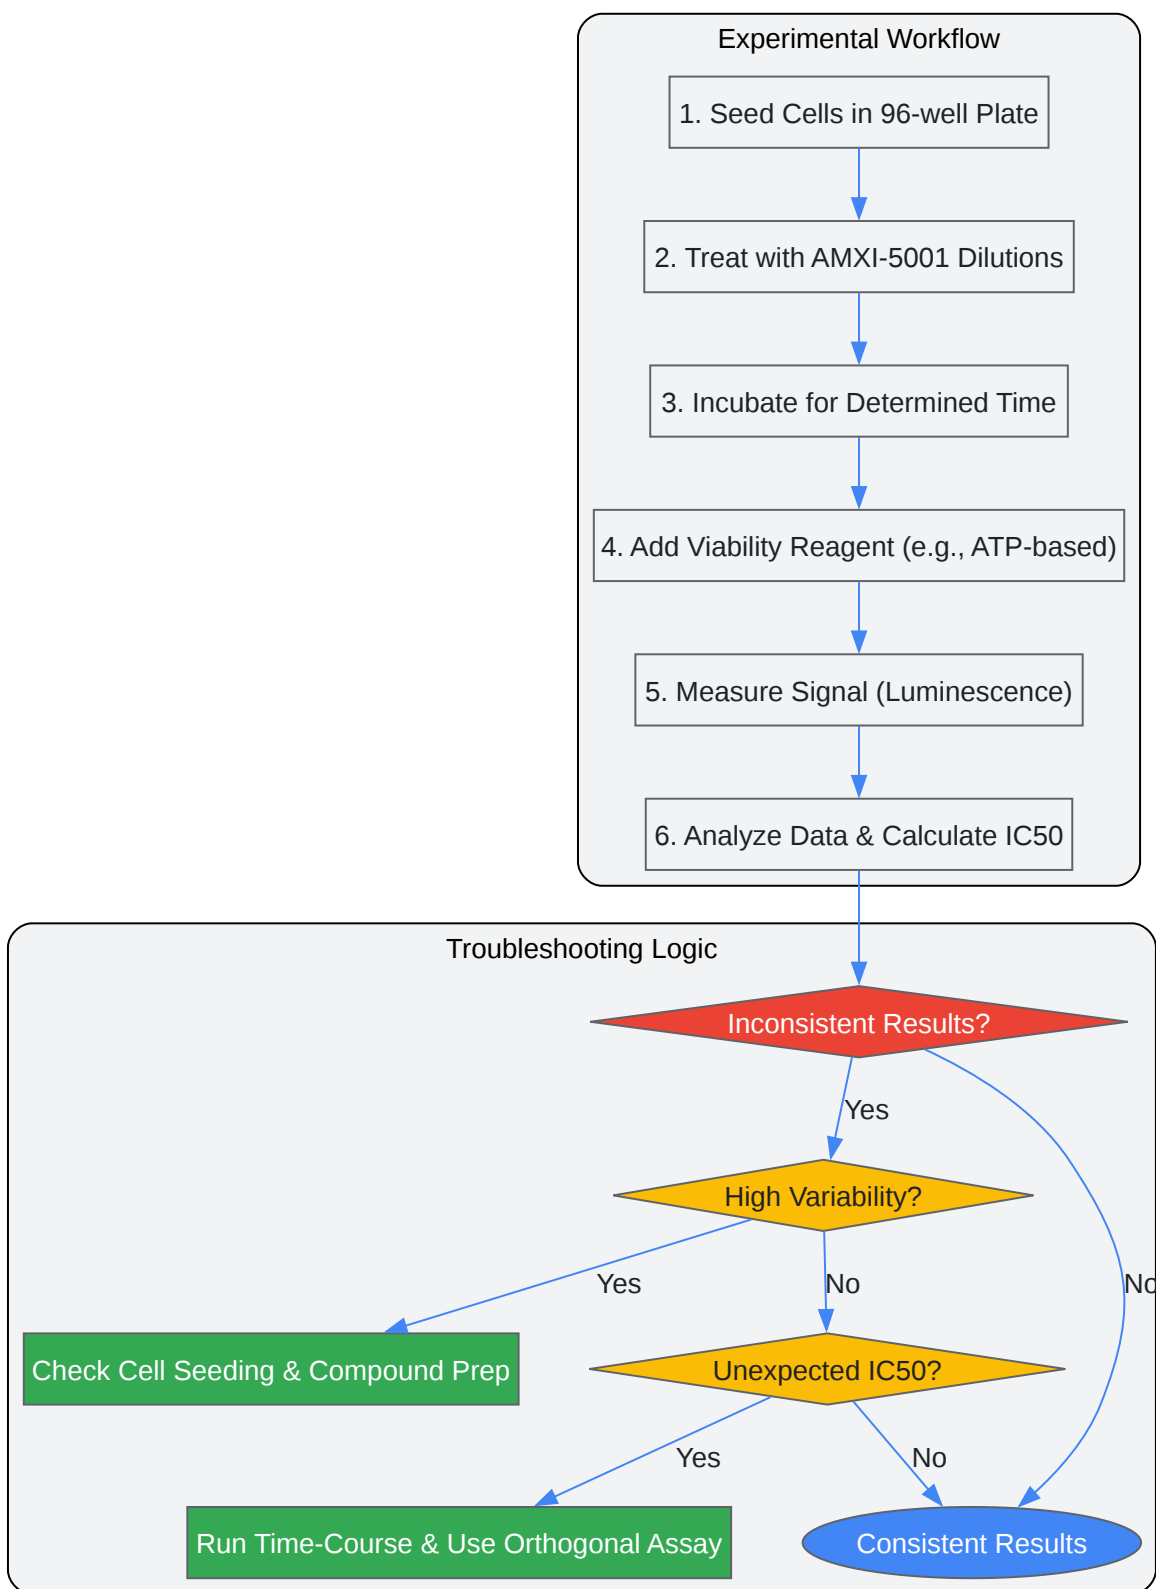 Experimental Workflow
1. Seed Cells in 96-well Plate
2. Treat with AMXI-5001 Dilutions
3. Incubate for Determined Time
4. Add Viability Reagent (e.g., ATP-based)
5. Measure Signal (Luminescence)
6. Analyze Data & Calculate IC50
Troubleshooting Logic
Inconsistent Results?
Yes
High Variability?
Yes
No
No
Check Cell Seeding & Compound Prep
Unexpected IC50?
Yes
No
Run Time-Course & Use Orthogonal Assay
Consistent Results